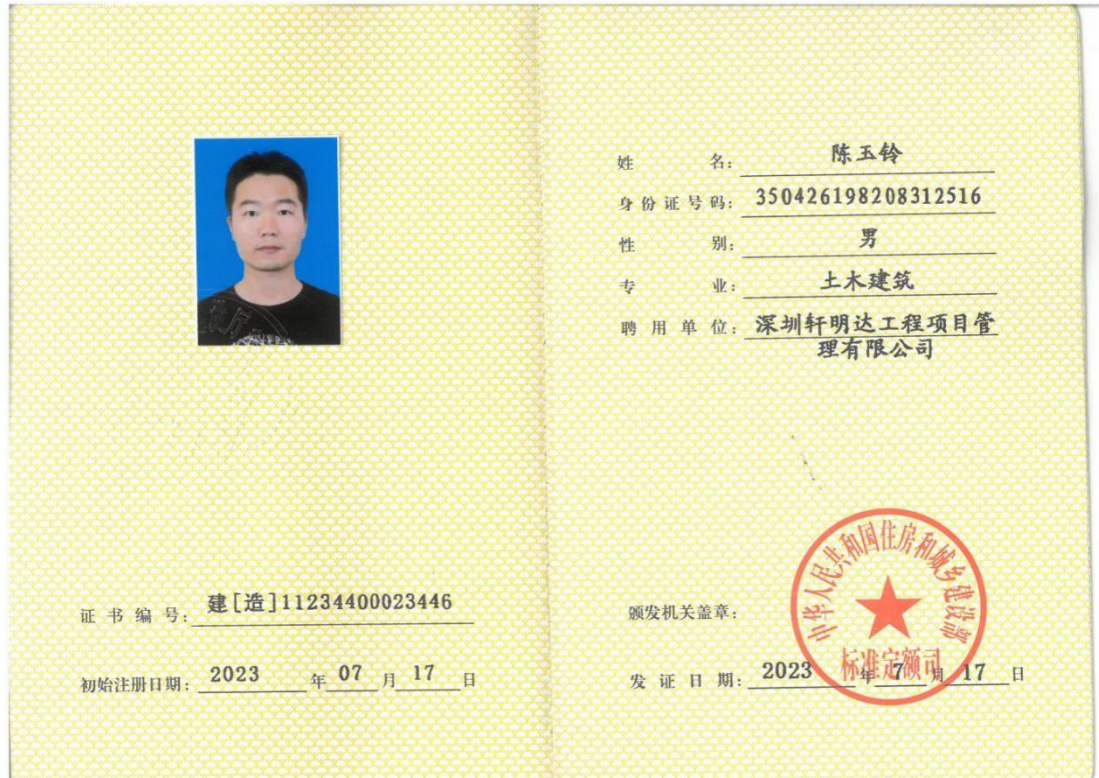 证书编号: 建[造]11234400023446
初始注册日期: 2023 年 07 月 17 日
姓名: 陈玉铃
身份证号码: 350426198208312516
性别: 男
专业: 土木建筑
聘用单位: 深圳轩明达工程项目管
理有限公司
颁发机关盖章:
中华人民共和国住房和城乡建设部
标准定额司
发证日期: 2023 年 7 月 17 日